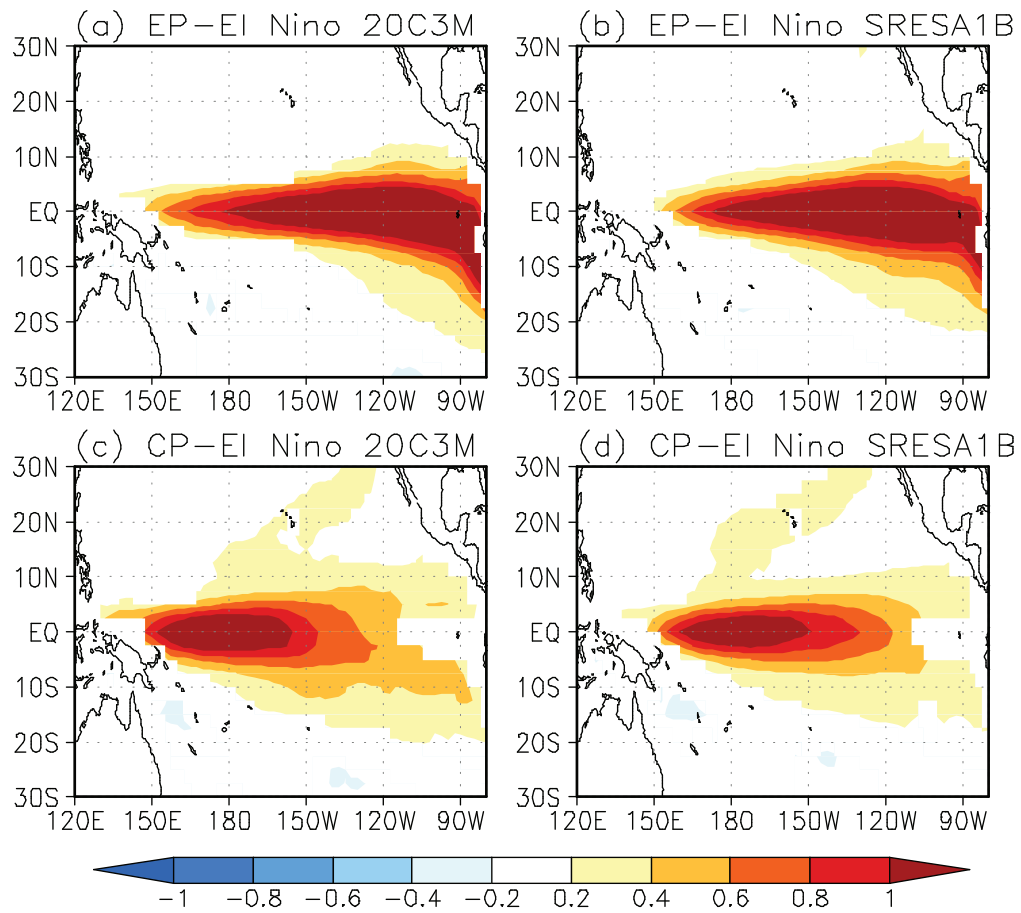 (a) EP-El Nino 20C3M
(b) EP-El Nino SRESA1B
30N
20N
10N
EQ
10S
20S
30S
120E 150E 180 150W 120W 90W
30N
20N
10N
EQ
10S
20S
30S
120E 150E 180 150W 120W 90W
(c) CP-El Nino 20C3M
(d) CP-El Nino SRESA1B
30N
20N
10N
EQ
10S
20S
30S
120E 150E 180 150W 120W 90W
30N
20N
10N
EQ
10S
20S
30S
120E 150E 180 150W 120W 90W
-1 -0.8 -0.6 -0.4 -0.2 0.2 0.4 0.6 0.8 1